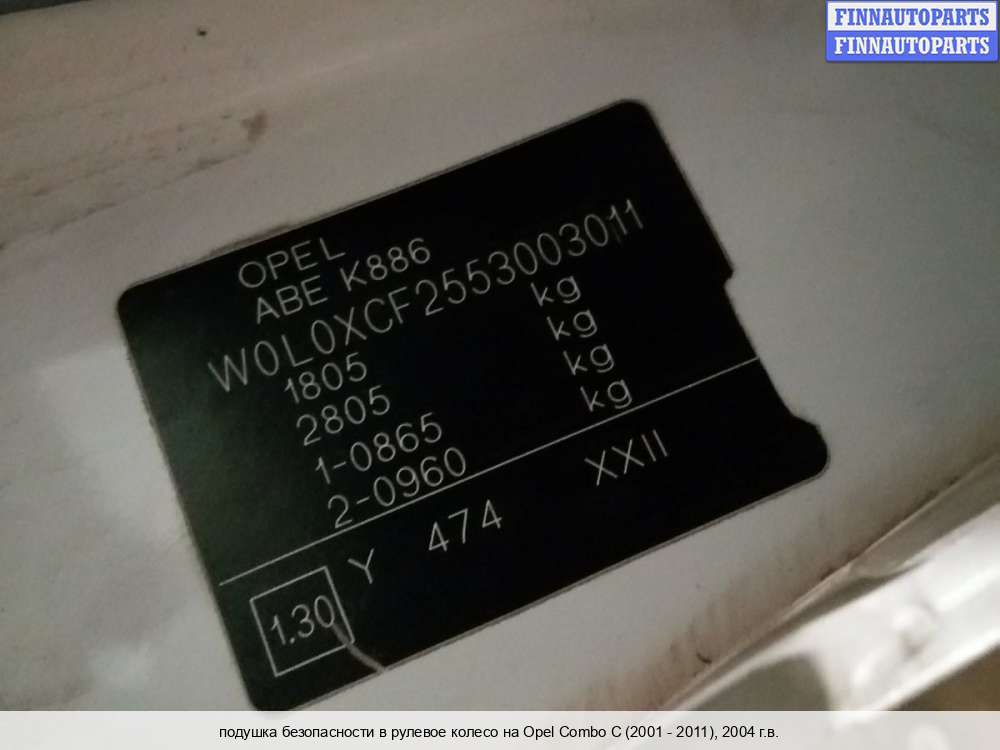 FINNAUTOPARTS
FINNAUTOPARTS
OPEL
ABE K886
W0L0XCF2553003011
1805 kg
2805 kg
1-0865 kg
2-0960 kg
1.30 Y 474 XXII
подушка безопасности в рулевое колесо на Opel Combo C (2001 - 2011), 2004 г.в.